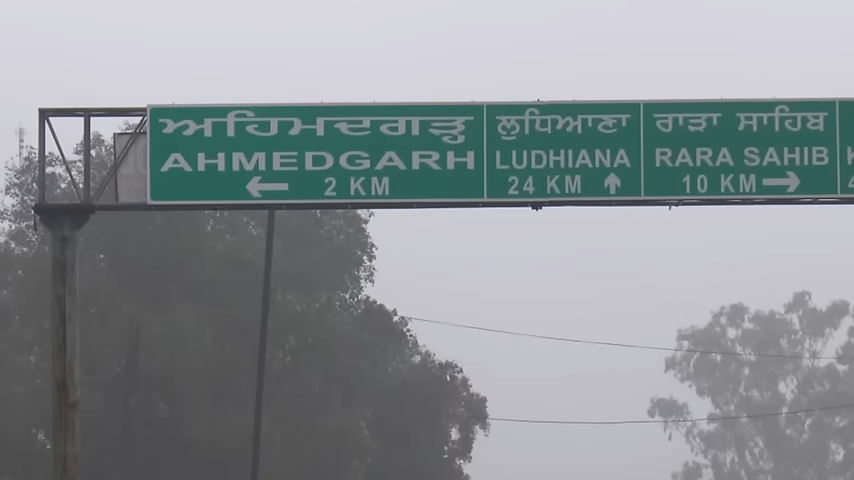 ਅਹਿਮਦਗੜ੍ਹ
AHMEDGARH
← 2 KM
ਲੁਧਿਆਣਾ
LUDHIANA
24 KM ↑
ਰਾੜਾ ਸਾਹਿਬ
RARA SAHIB
10 KM →